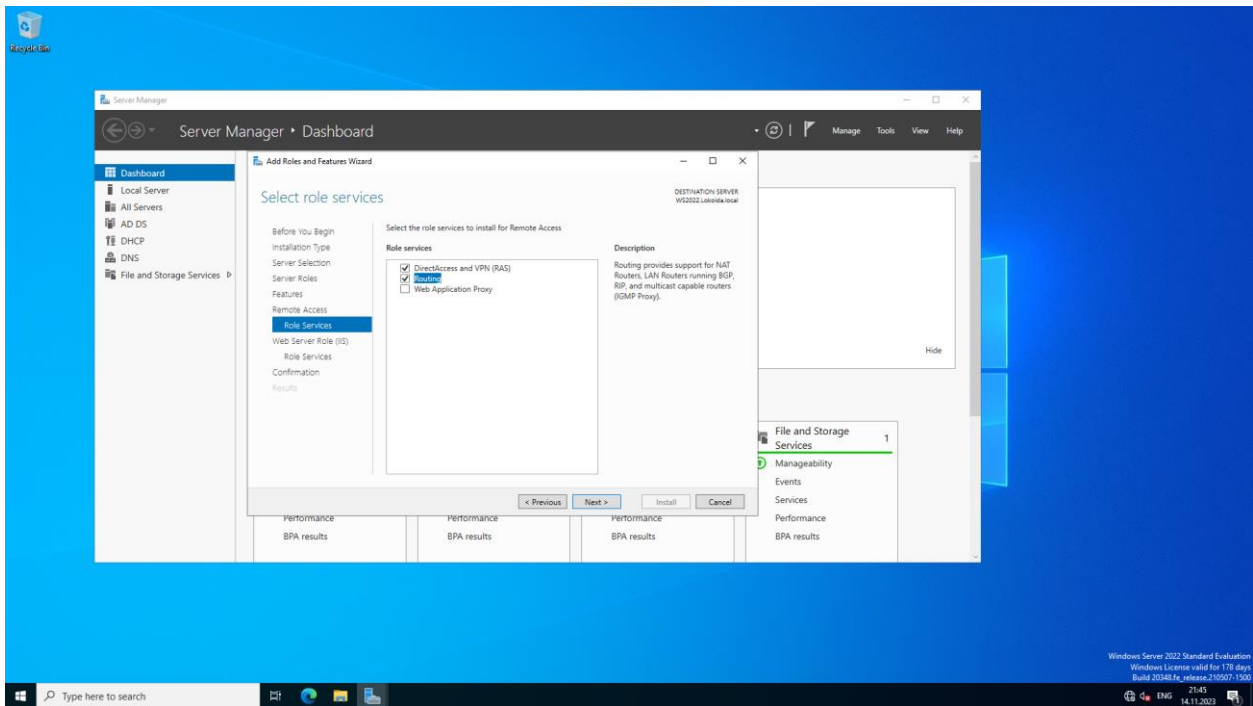 Recycle Bin
Server Manager
Server Manager • Dashboard
Manage Tools View Help
Dashboard
Local Server
All Servers
AD DS
DHCP
DNS
File and Storage Services
Add Roles and Features Wizard
Select role services
DESTINATION SERVER
WS2022.Lokoida.local
Before You Begin
Installation Type
Server Selection
Server Roles
Features
Remote Access
Role Services
Web Server Role (IIS)
Role Services
Confirmation
Results
Select the role services to install for Remote Access
Role services
DirectAccess and VPN (RAS)
Routing
Web Application Proxy
Description
Routing provides support for NAT
Routers, LAN Routers running BGP,
RIP, and multicast capable routers
(IGMP Proxy).
< Previous Next > Install Cancel
Hide
File and Storage
Services
1
Manageability
Events
Services
Performance
BPA results
Performance
BPA results
Performance
BPA results
Performance
BPA results
Windows Server 2022 Standard Evaluation
Windows License valid for 178 days
Build 20348.fe_release.210507-1500
Type here to search
ENG
21:45
14.11.2023